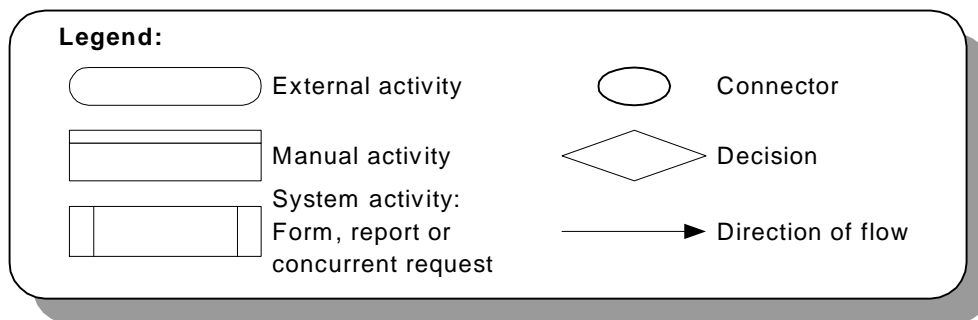 Legend:
External activity
Connector
Manual activity
Decision
System activity:
Form, report or
concurrent request
Direction of flow